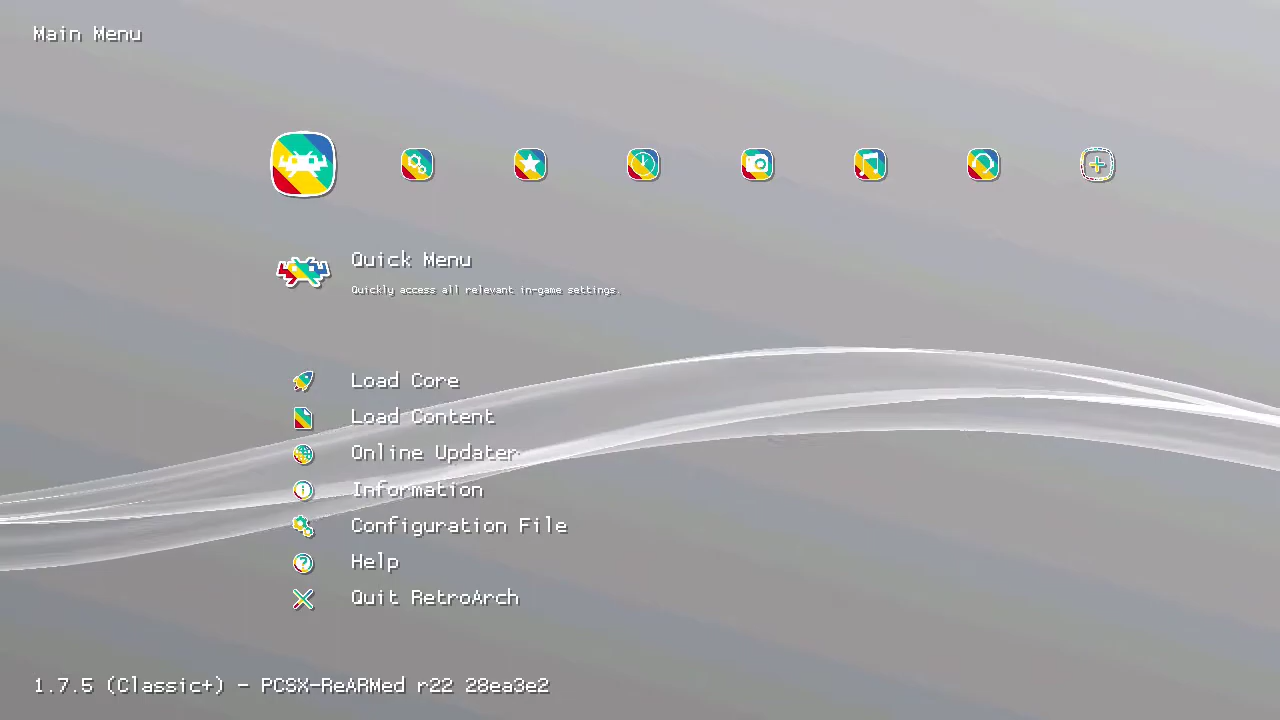 Main Menu
Quick Menu
Quickly access all relevant in-game settings.
Load Core
Load Content
Online Updater
Information
Configuration File
Help
Quit RetroArch
1.7.5 (Classic+) - PCSX-ReARMed r22 28ea3e2